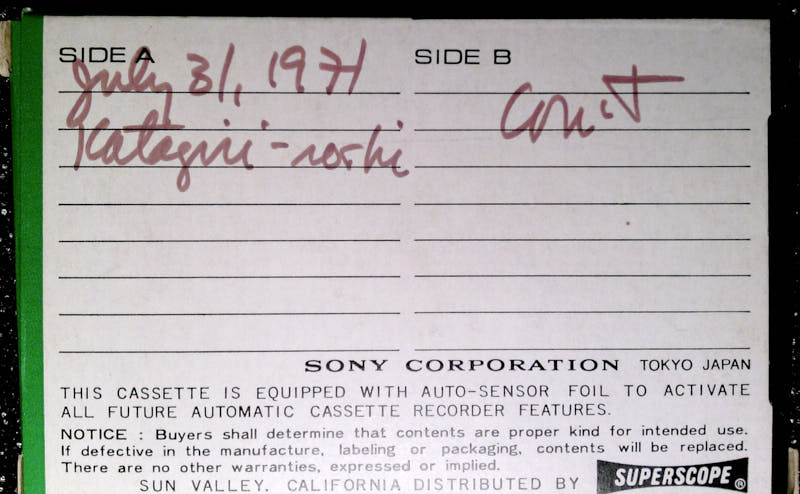 SIDE A
SIDE B
July 31, 1971
Katagiri-roshi
Con't
SONY CORPORATION TOKYO JAPAN
THIS CASSETTE IS EQUIPPED WITH AUTO-SENSOR FOIL TO ACTIVATE
ALL FUTURE AUTOMATIC CASSETTE RECORDER FEATURES.
NOTICE : Buyers shall determine that contents are proper kind for intended use.
If defective in the manufacture, labeling or packaging, contents will be replaced.
There are no other warranties, expressed or implied.
SUN VALLEY. CALIFORNIA DISTRIBUTED BY SUPERSCOPE®